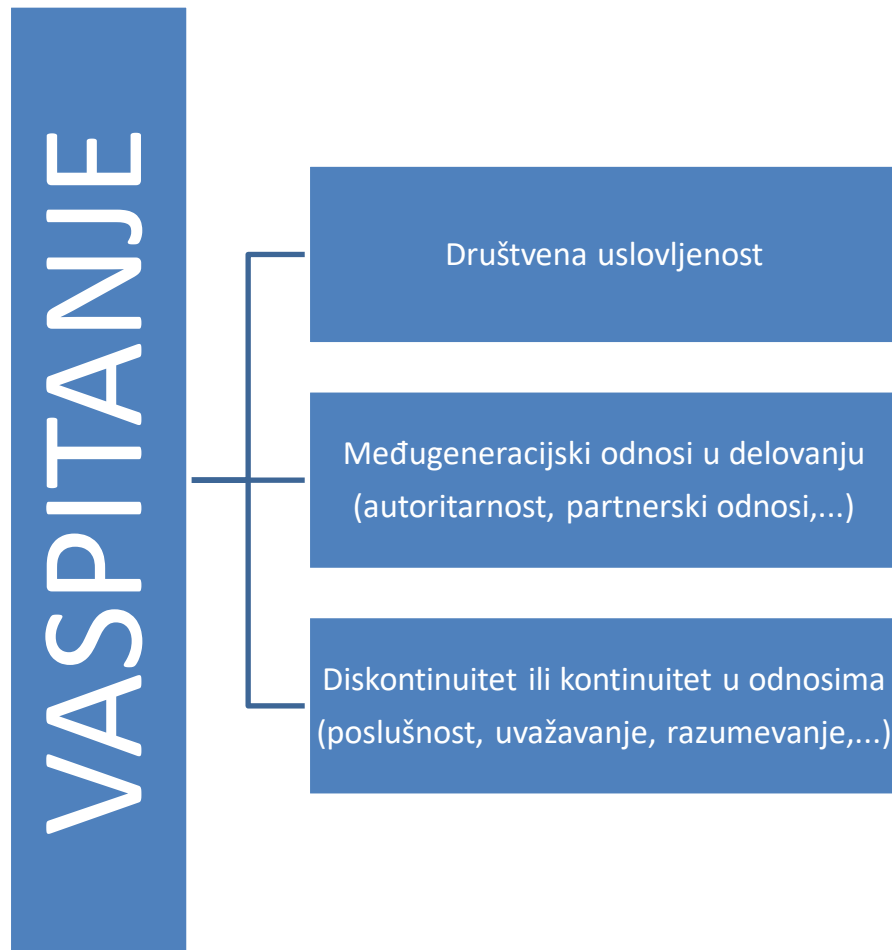 VASPITANJE
Društvena uslovljenost
Međugeneracijski odnosi u delovanju
(autoritarnost, partnerski odnosi,...)
Diskontinuitet ili kontinuitet u odnosima
(poslušnost, uvažavanje, razumevanje,...)